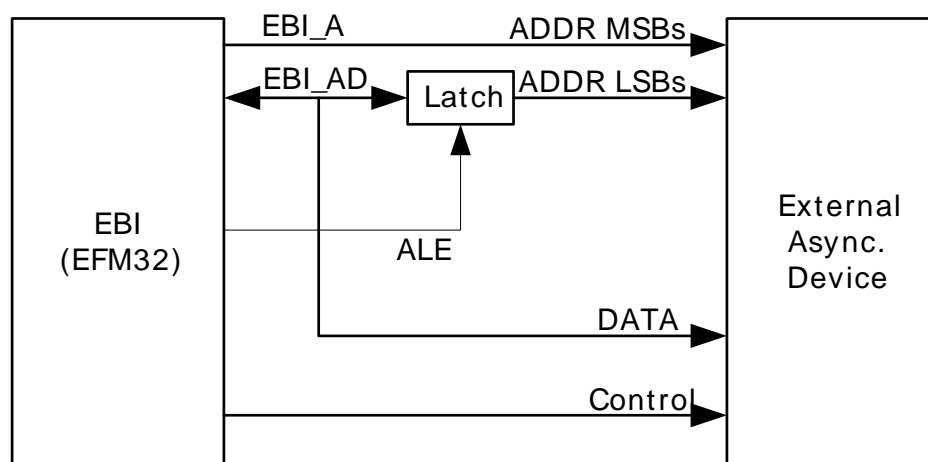 EBI_A
ADDR MSBs
EBI_AD
Latch
ADDR LSBs
EBI
(EFM32)
ALE
External
Async.
Device
DATA
Control